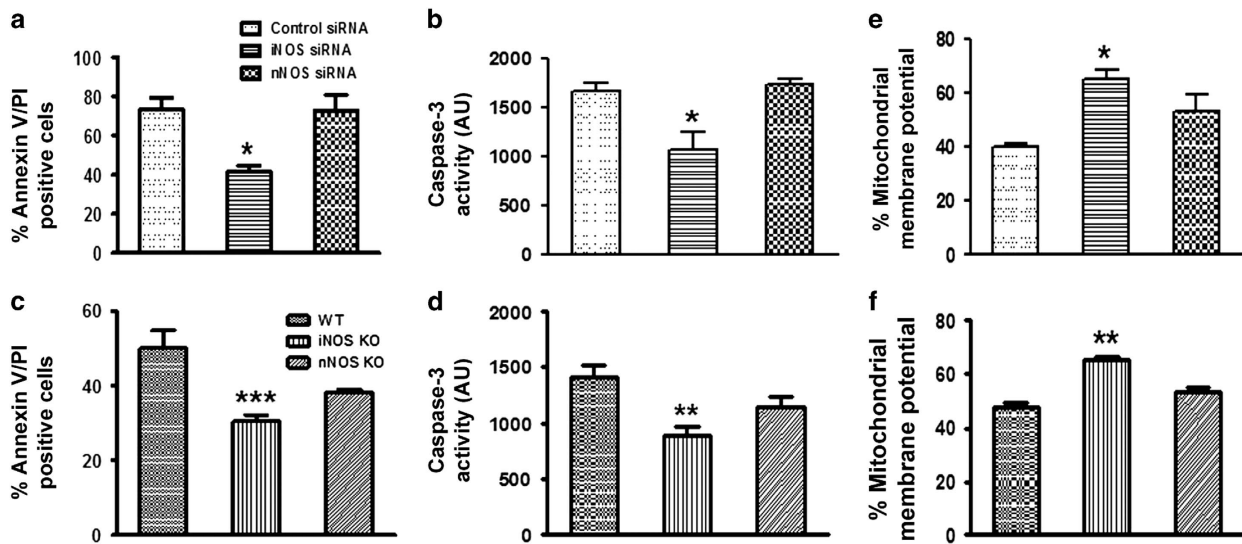 a
Control siRNA
iNOS siRNA
nNOS siRNA
% Annexin V/PI
positive cels
100
80
60
40
20
0
*
b
Caspase-3
activity (AU)
2000
1500
1000
500
0
*
e
% Mitochondrial
membrane potential
80
60
40
20
0
*
c
WT
iNOS KO
nNOS KO
% Annexin V/PI
positive cells
60
40
20
0
***
d
Caspase-3
activity (AU)
2000
1500
1000
500
0
**
f
% Mitochondrial
membrane potential
80
60
40
20
0
**